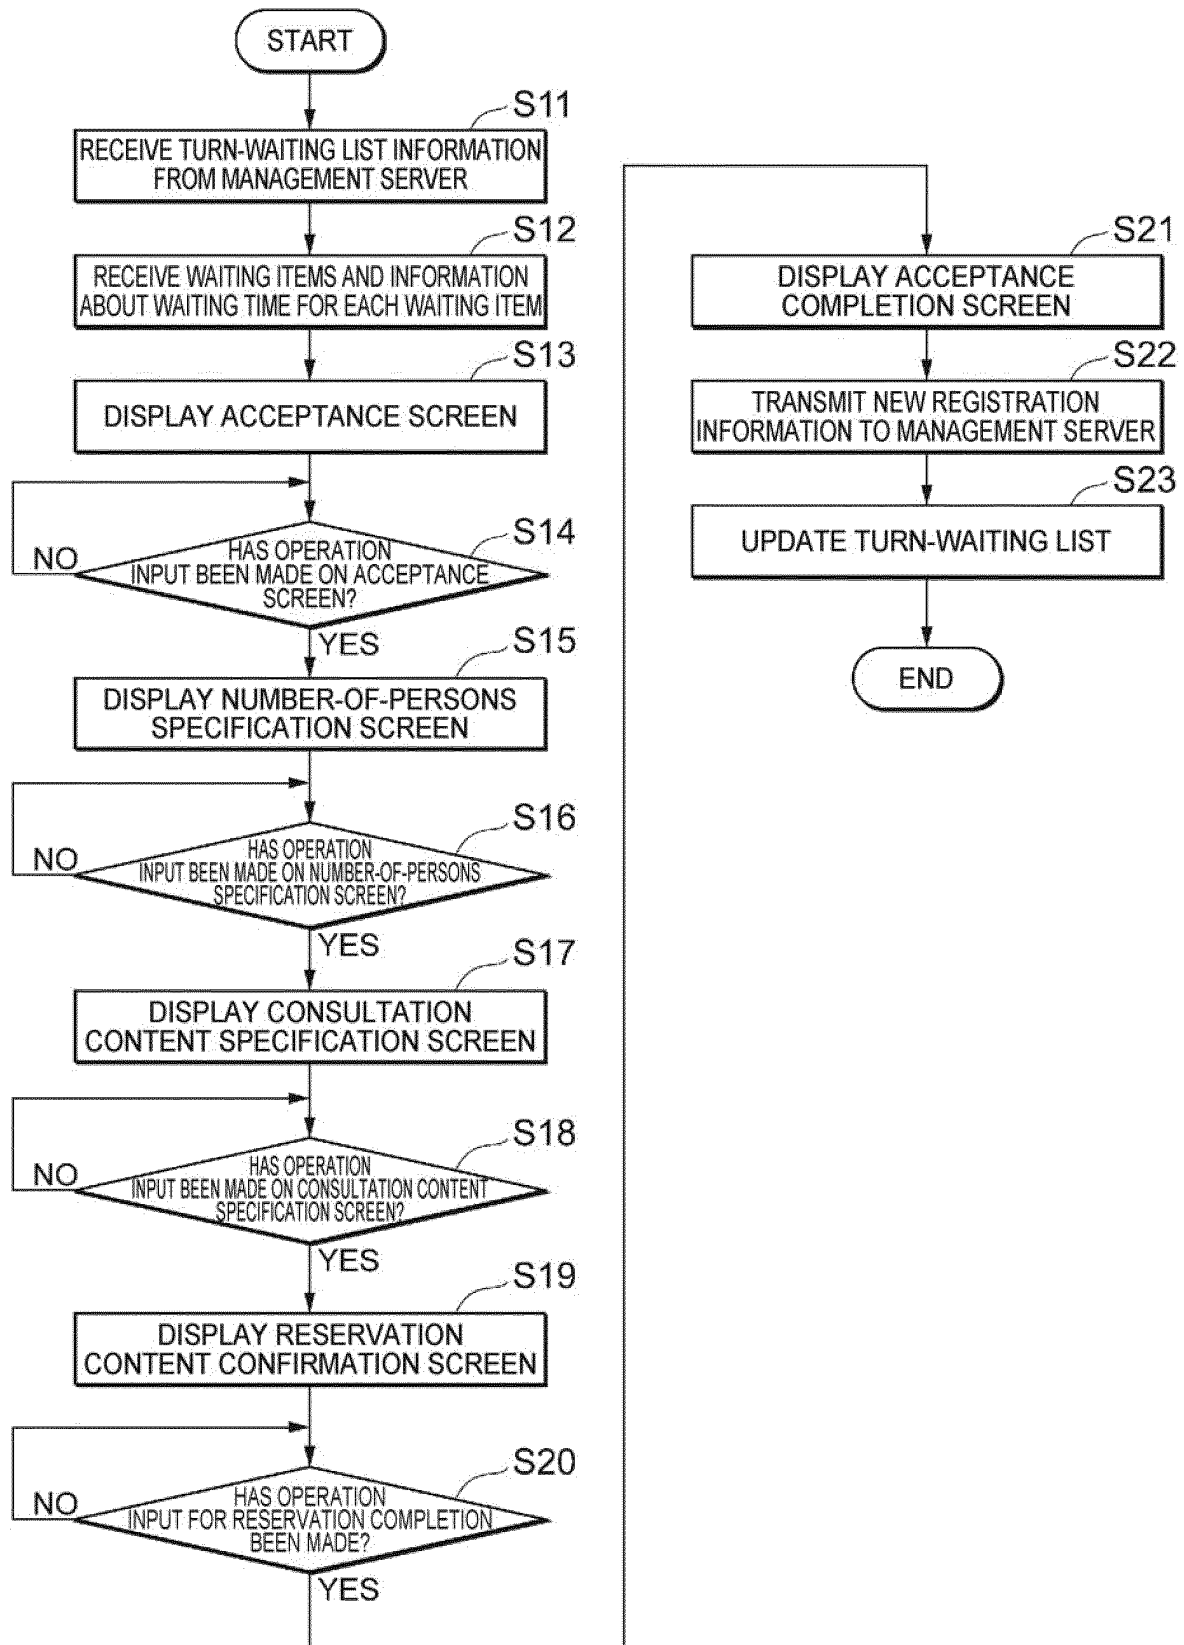 START
S11
RECEIVE TURN-WAITING LIST INFORMATION
FROM MANAGEMENT SERVER
S12
RECEIVE WAITING ITEMS AND INFORMATION
ABOUT WAITING TIME FOR EACH WAITING ITEM
S13
DISPLAY ACCEPTANCE SCREEN
S14
HAS OPERATION
INPUT BEEN MADE ON ACCEPTANCE
SCREEN?
NO
YES
S15
DISPLAY NUMBER-OF-PERSONS
SPECIFICATION SCREEN
S16
HAS OPERATION
INPUT BEEN MADE ON NUMBER-OF-PERSONS
SPECIFICATION SCREEN?
NO
YES
S17
DISPLAY CONSULTATION
CONTENT SPECIFICATION SCREEN
S18
HAS OPERATION
INPUT BEEN MADE ON CONSULTATION CONTENT
SPECIFICATION SCREEN?
NO
YES
S19
DISPLAY RESERVATION
CONTENT CONFIRMATION SCREEN
S20
HAS OPERATION
INPUT FOR RESERVATION COMPLETION
BEEN MADE?
NO
YES
S21
DISPLAY ACCEPTANCE
COMPLETION SCREEN
S22
TRANSMIT NEW REGISTRATION
INFORMATION TO MANAGEMENT SERVER
S23
UPDATE TURN-WAITING LIST
END